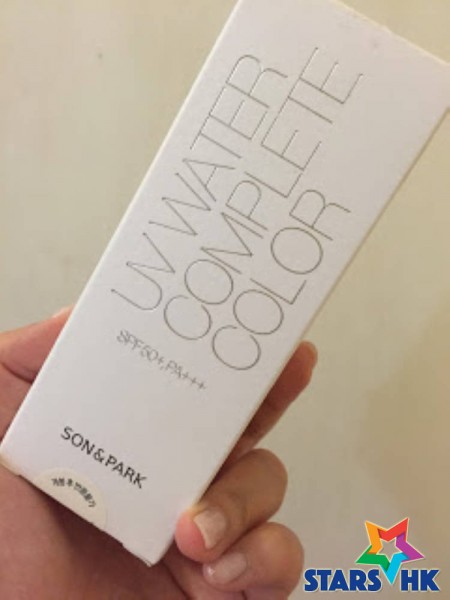 UV WATER
COMPLETE
COLOR
SPF50+, PA+++
SON&PARK
STARS HK